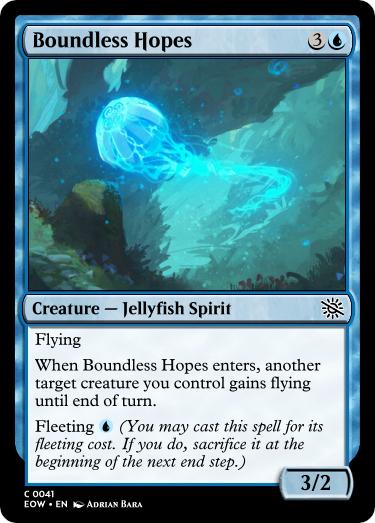 Boundless Hopes 3
Creature — Jellyfish Spirit
Flying
When Boundless Hopes enters, another
target creature you control gains flying
until end of turn.
Fleeting (You may cast this spell for its
fleeting cost. If you do, sacrifice it at the
beginning of the next end step.)
3/2
C 0041
EOW • EN Adrian Bara